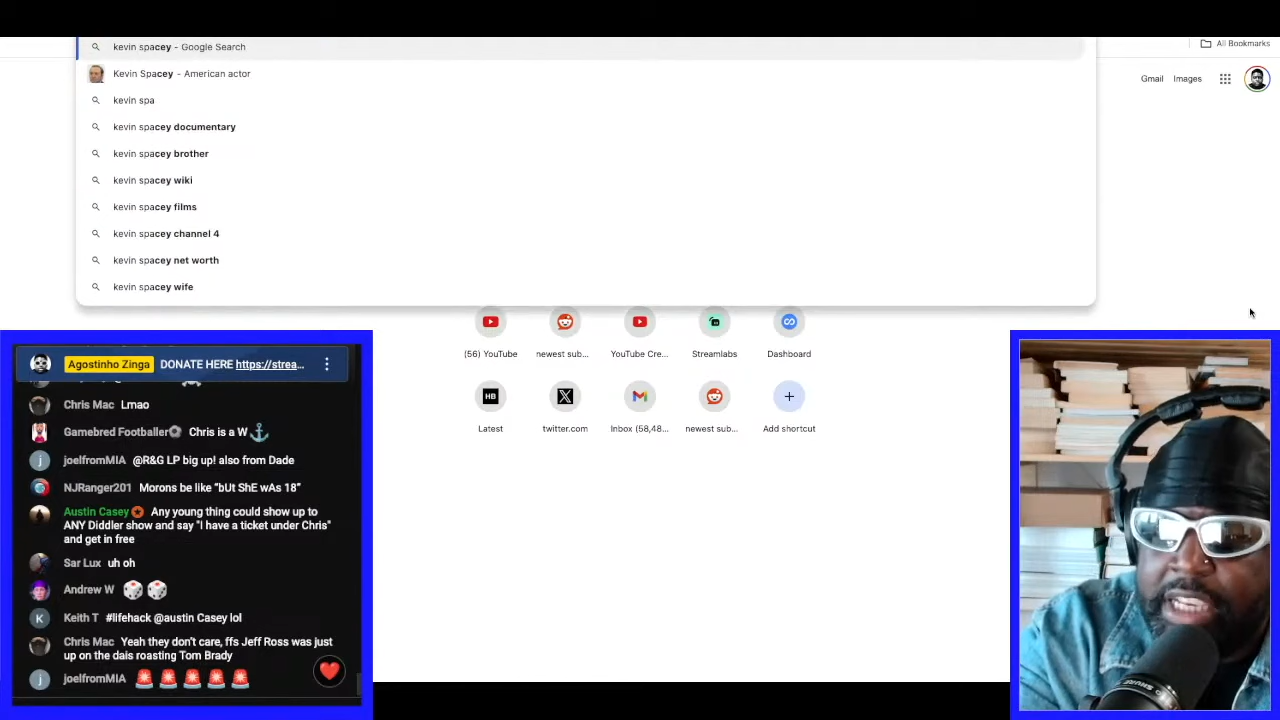 kevin spacey - Google Search
All Bookmarks
Kevin Spacey - American actor
Gmail Images
kevin spa
kevin spacey documentary
kevin spacey brother
kevin spacey wiki
kevin spacey films
kevin spacey channel 4
kevin spacey net worth
kevin spacey wife
(56) YouTube
newest sub...
YouTube Cre...
Streamlabs
Dashboard
HB
Latest
twitter.com
Inbox (58,48...
newest sub...
Add shortcut
Agostinho Zinga DONATE HERE https://strea...
Chris Mac Lmao
Gamebred Footballer⚽ Chris is a W⚓
joelfromMIA @R&G LP big up! also from Dade
NJRanger201 Morons be like “bUt ShE wAs 18”
Austin Casey Any young thing could show up to
ANY Diddler show and say "I have a ticket under Chris"
and get in free
Sar Lux uh oh
Andrew W 🎲 🎲
Keith T #lifehack @austin Casey lol
Chris Mac Yeah they don’t care, ffs Jeff Ross was just
up on the dais roasting Tom Brady
joelfromMIA 🚨 🚨 🚨 🚨 🚨